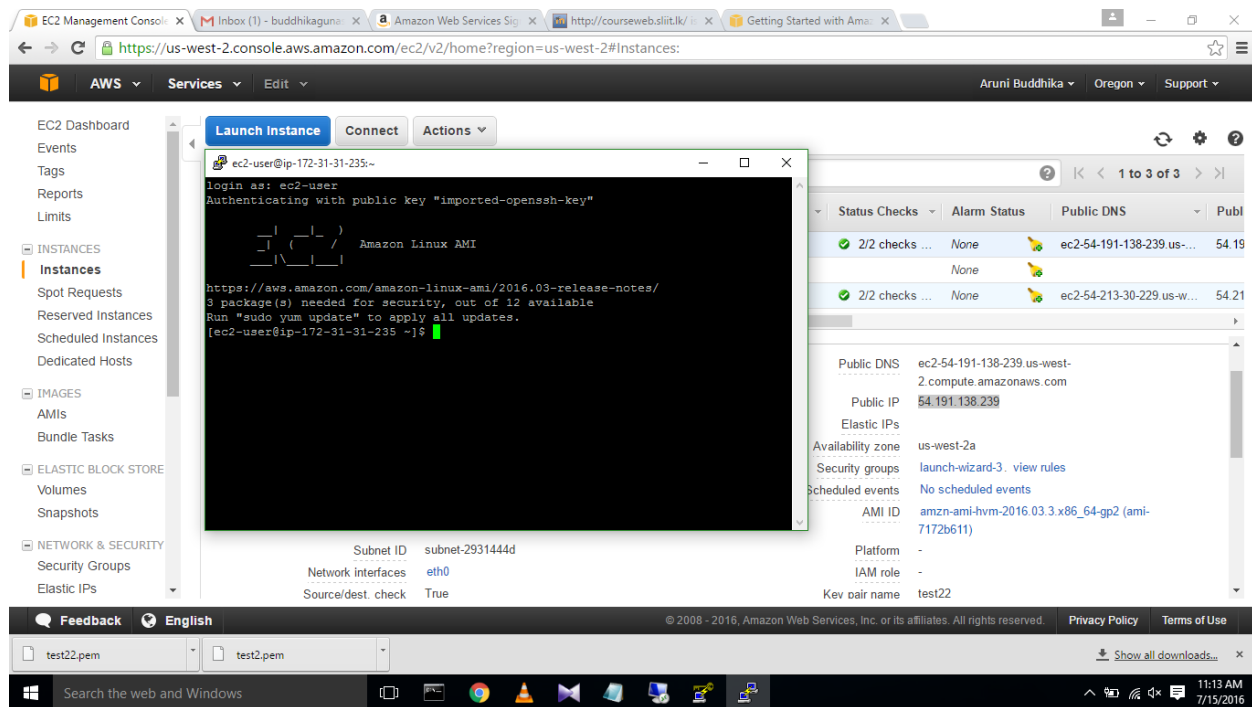 EC2 Management Console
Inbox (1) - buddhikaguna
Amazon Web Services Sig
http://courseweb.sliit.lk/
Getting Started with Ama
https://us-west-2.console.aws.amazon.com/ec2/v2/home?region=us-west-2#Instances:
AWS Services Edit Aruni Buddhika Oregon Support
EC2 Dashboard
Events
Tags
Reports
Limits
INSTANCES
Instances
Spot Requests
Reserved Instances
Scheduled Instances
Dedicated Hosts
IMAGES
AMIs
Bundle Tasks
ELASTIC BLOCK STORE
Volumes
Snapshots
NETWORK & SECURITY
Security Groups
Elastic IPs
Launch Instance Connect Actions
1 to 3 of 3
Status Checks Alarm Status Public DNS Publ
2/2 checks ... None ec2-54-191-138-239.us-... 54.19
None
2/2 checks ... None ec2-54-213-30-229.us-w... 54.21
ec2-user@ip-172-31-31-235:~
login as: ec2-user
Authenticating with public key "imported-openssh-key"
__| __|_ )
_| ( / Amazon Linux AMI
___|\___|___|
https://aws.amazon.com/amazon-linux-ami/2016.03-release-notes/
3 package(s) needed for security, out of 12 available
Run "sudo yum update" to apply all updates.
[ec2-user@ip-172-31-31-235 ~]$
Public DNS ec2-54-191-138-239.us-west-
2.compute.amazonaws.com
Public IP 54.191.138.239
Elastic IPs
Availability zone us-west-2a
Security groups launch-wizard-3. view rules
Scheduled events No scheduled events
AMI ID amzn-ami-hvm-2016.03.3.x86_64-gp2 (ami-
7172b611)
Subnet ID subnet-2931444d Platform -
Network interfaces eth0 IAM role -
Source/dest. check True Key pair name test22
Feedback English © 2008 - 2016, Amazon Web Services, Inc. or its affiliates. All rights reserved. Privacy Policy Terms of Use
test22.pem test2.pem Show all downloads...
Search the web and Windows
11:13 AM
7/15/2016